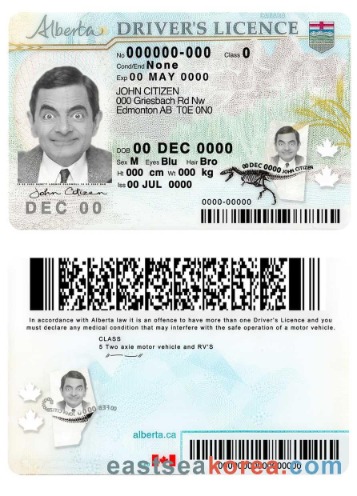 Alberta DRIVER'S LICENCE
No 000000-000 Class 0
Cond/End None
Exp 00 MAY 0000
JOHN CITIZEN
000 Griesbach Rd Nw
Edmonton AB T0E 0N0
DOB 00 DEC 0000
Sex M Eyes Blu Hair Bro
Ht 000 cm Wt 000 kg
Iss 00 JUL 0000
00 DEC 0000 JOHN CITIZEN
John Citizen
DEC 00
0000-00000
In accordance with Alberta law it is an offence to have more than one Driver's Licence and you
must declare any medical condition that may interfere with the safe operation of a motor vehicle.
CLASS
5 Two axle motor vehicle and RV'S
alberta.ca
eastseakorea.com